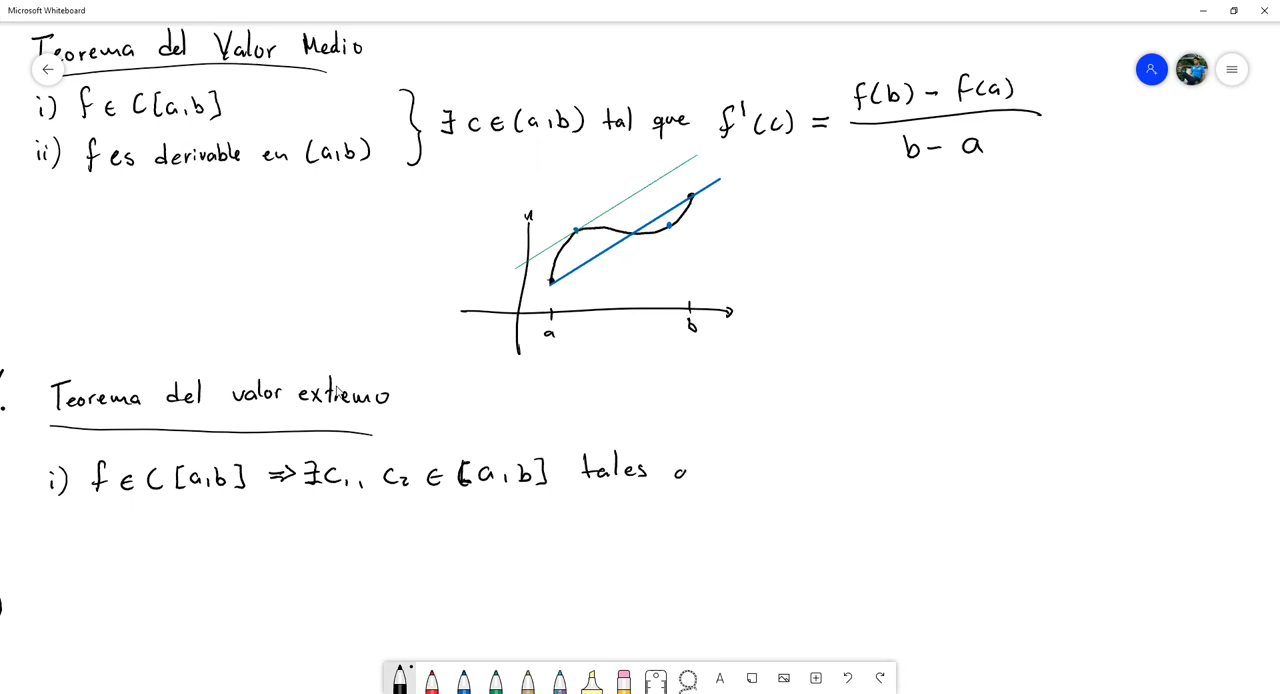 Microsoft Whiteboard
Teorema del Valor Medio
i) f ∈ C[a,b]
ii) f es derivable en (a,b)
} ∃ c ∈ (a,b) tal que f'(c) = f(b) - f(a) / b - a
a
b
Teorema del valor extremo
i) f ∈ C [a,b] ⇒ ∃ c₁, c₂ ∈ [a,b] tales